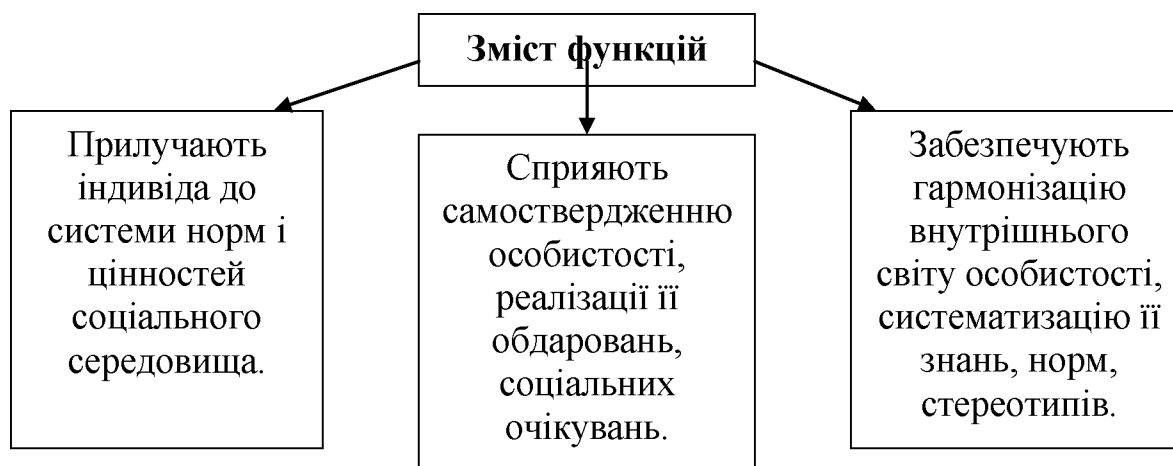 Зміст функцій
Прилучають
індивіда до
системи норм і
цінностей
соціального
середовища.
Сприяють
самоствердженню
особистості,
реалізації її
обдаровань,
соціальних
очікувань.
Забезпечують
гармонізацію
внутрішнього
світу особистості,
систематизацію її
знань, норм,
стереотипів.